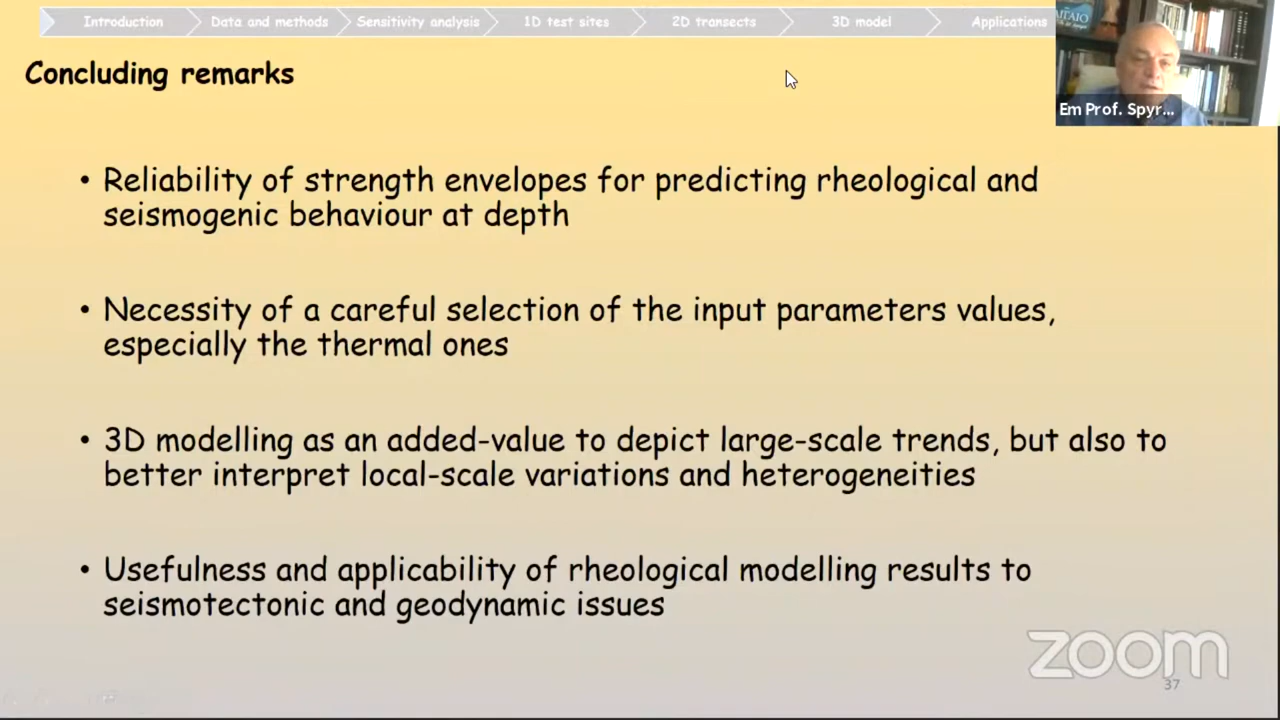 Introduction
Data and methods
Sensitivity analysis
1D test sites
2D transects
3D model
Applications
Concluding remarks
Em Prof. Spyr...
• Reliability of strength envelopes for predicting rheological and
seismogenic behaviour at depth
• Necessity of a careful selection of the input parameters values,
especially the thermal ones
• 3D modelling as an added-value to depict large-scale trends, but also to
better interpret local-scale variations and heterogeneities
• Usefulness and applicability of rheological modelling results to
seismotectonic and geodynamic issues
zoom
37